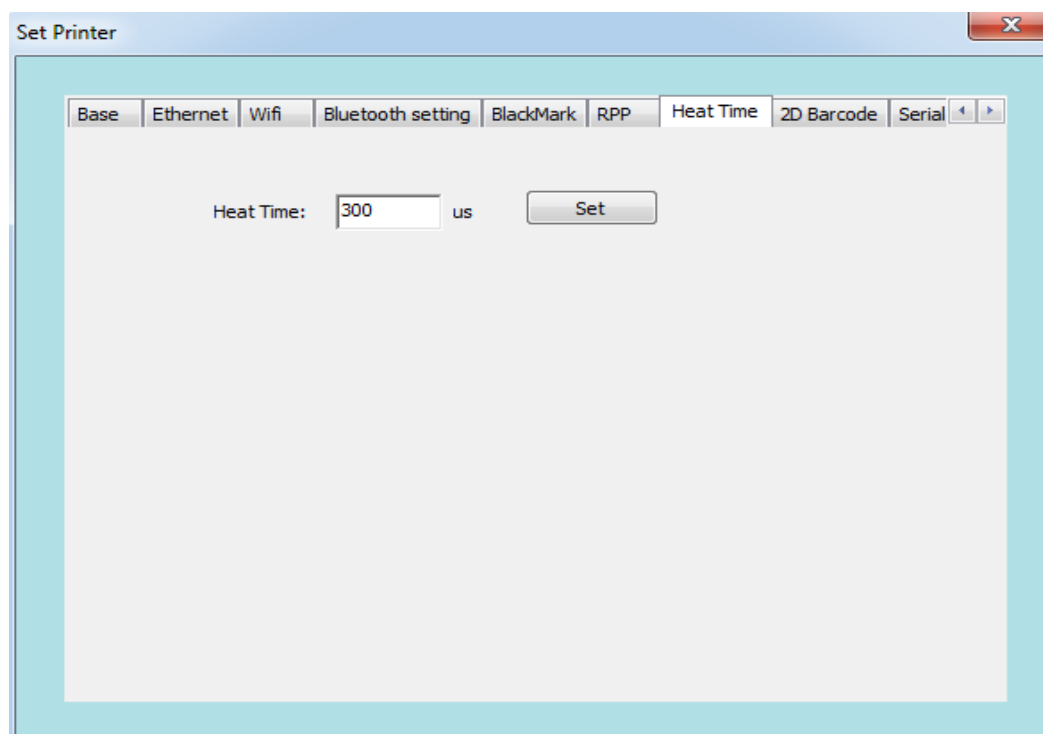 Set Printer
Base Ethernet Wifi Bluetooth setting BlackMark RPP Heat Time 2D Barcode Serial
Heat Time: 300 us Set